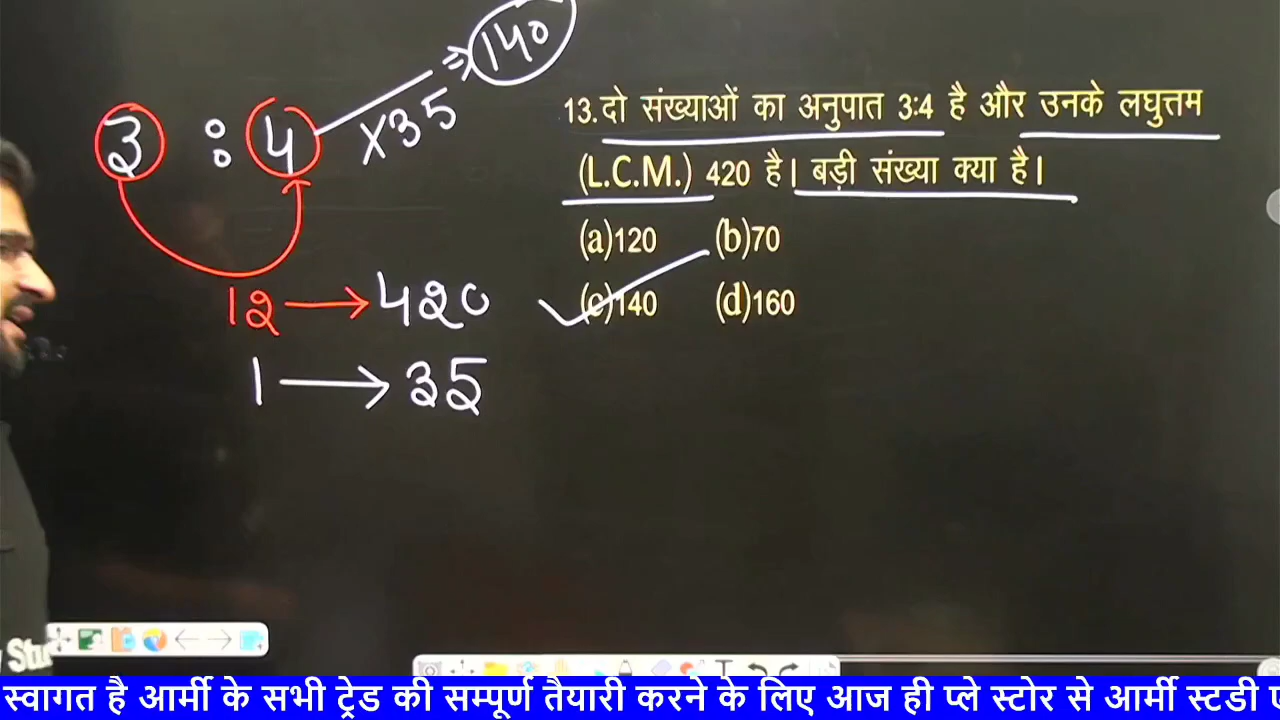 3 : 4 ×35 ⇒ 140
12 → 420
1 → 35
13.दो संख्याओं का अनुपात 3:4 है और उनके लघुत्तम
(L.C.M.) 420 है। बड़ी संख्या क्या है।
(a)120 (b)70
(c)140 (d)160
स्वागत है आर्मी के सभी ट्रेड की सम्पूर्ण तैयारी करने के लिए आज ही प्ले स्टोर से आर्मी स्टडी